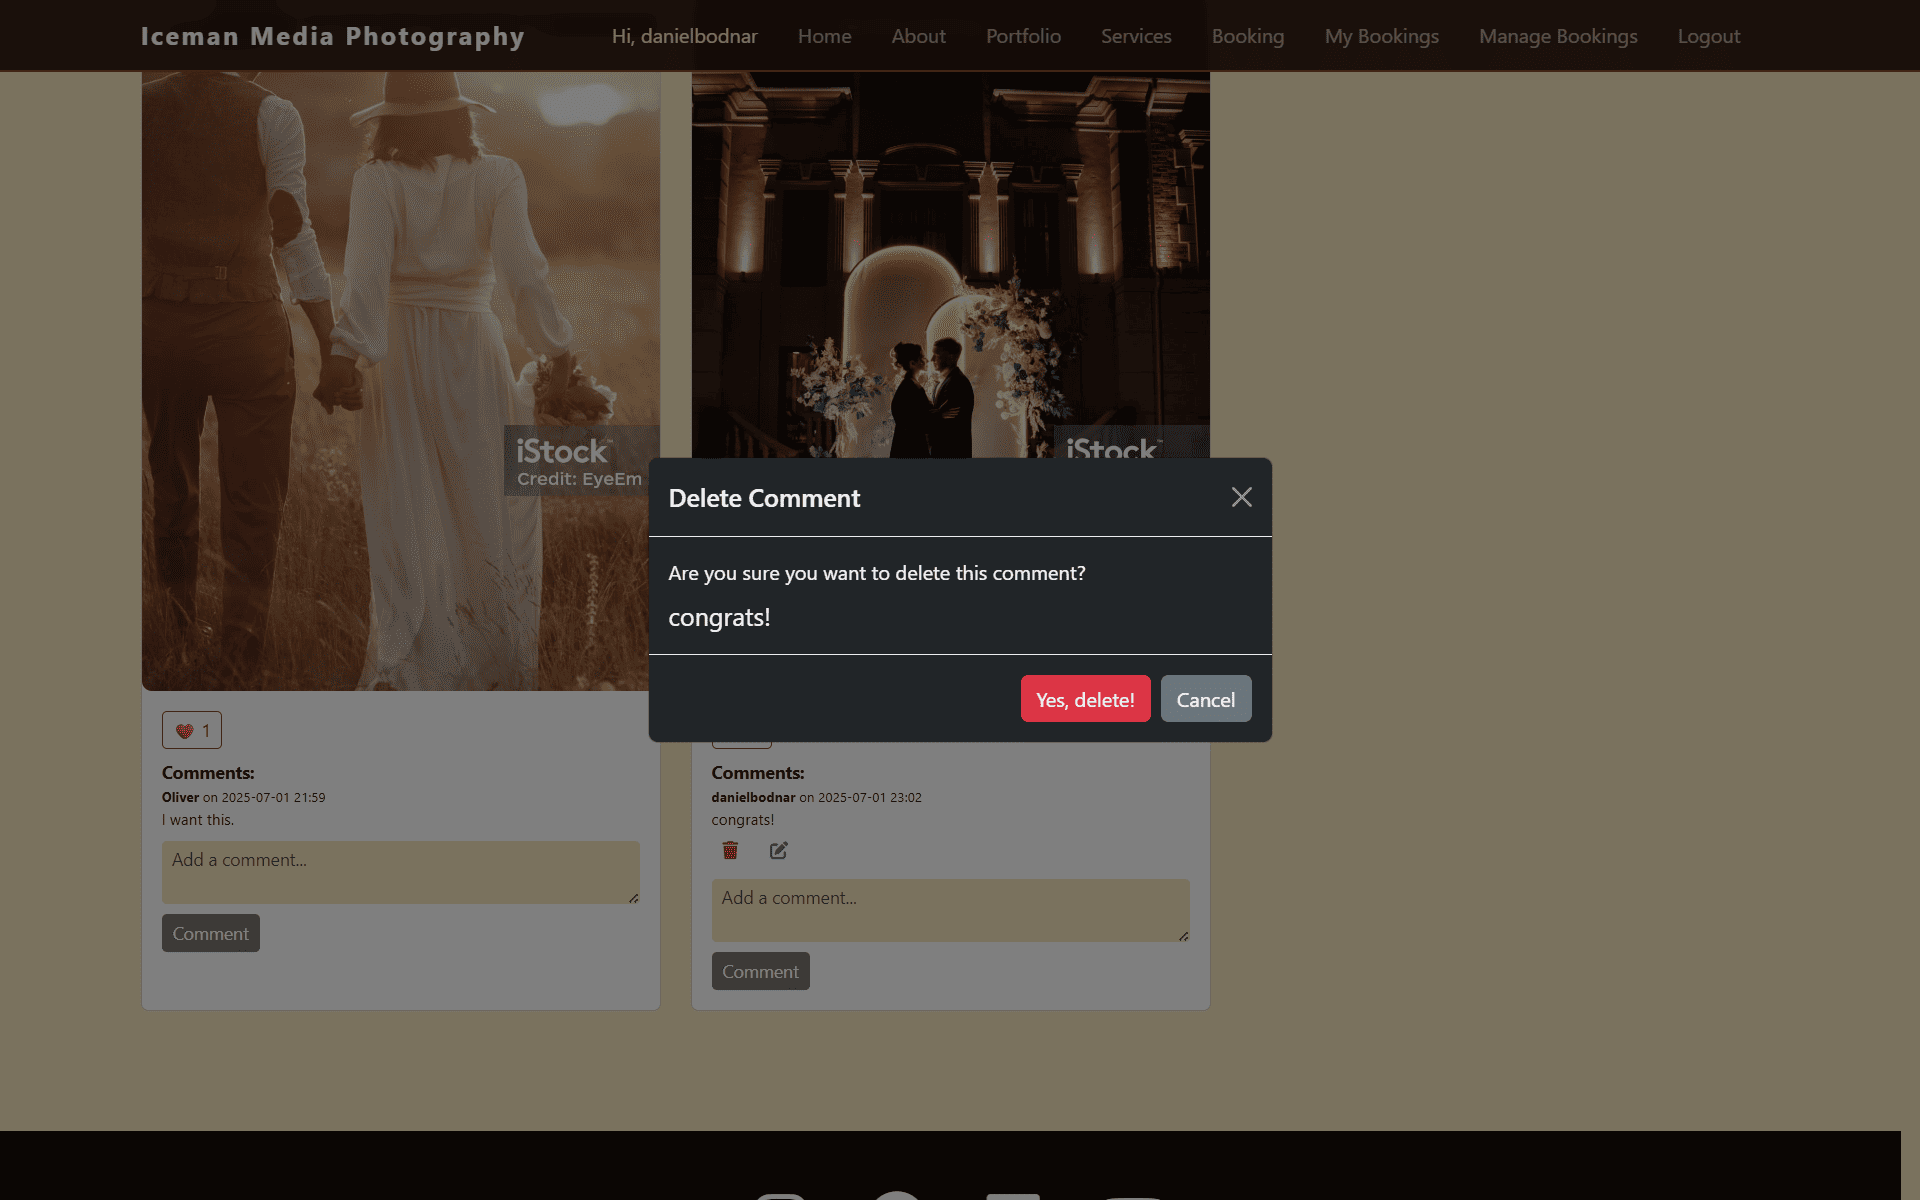 Iceman Media Photography
Hi, danielbodnar
Home
About
Portfolio
Services
Booking
My Bookings
Manage Bookings
Logout
iStock™
Credit: EyeEm
iStock™
Delete Comment
Are you sure you want to delete this comment?
congrats!
Yes, delete!
Cancel
1
Comments:
Oliver on 2025-07-01 21:59
I want this.
Add a comment...
Comment
Comments:
danielbodnar on 2025-07-01 23:02
congrats!
Add a comment...
Comment